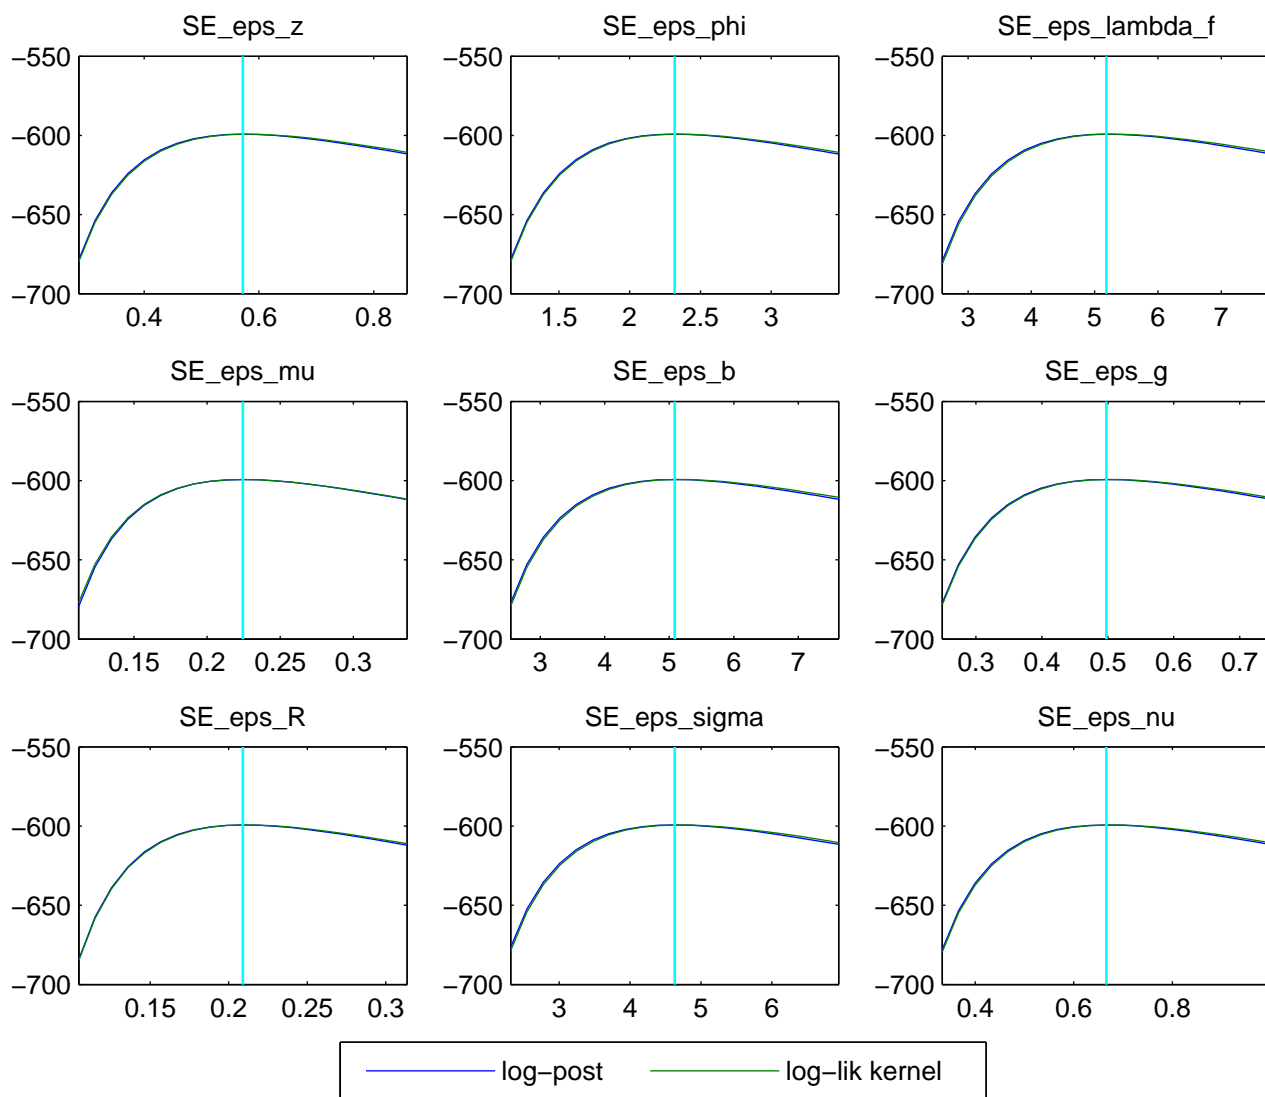 SE_eps_z
SE_eps_phi
SE_eps_lambda_f
−550
−600
−650
−700
0.4 0.6 0.8
−550
−600
−650
−700
1.5 2 2.5 3
−550
−600
−650
−700
3 4 5 6 7
SE_eps_mu
SE_eps_b
SE_eps_g
−550
−600
−650
−700
0.15 0.2 0.25 0.3
−550
−600
−650
−700
3 4 5 6 7
−550
−600
−650
−700
0.3 0.4 0.5 0.6 0.7
SE_eps_R
SE_eps_sigma
SE_eps_nu
−550
−600
−650
−700
0.15 0.2 0.25 0.3
−550
−600
−650
−700
3 4 5 6
−550
−600
−650
−700
0.4 0.6 0.8
log−post
log−lik kernel